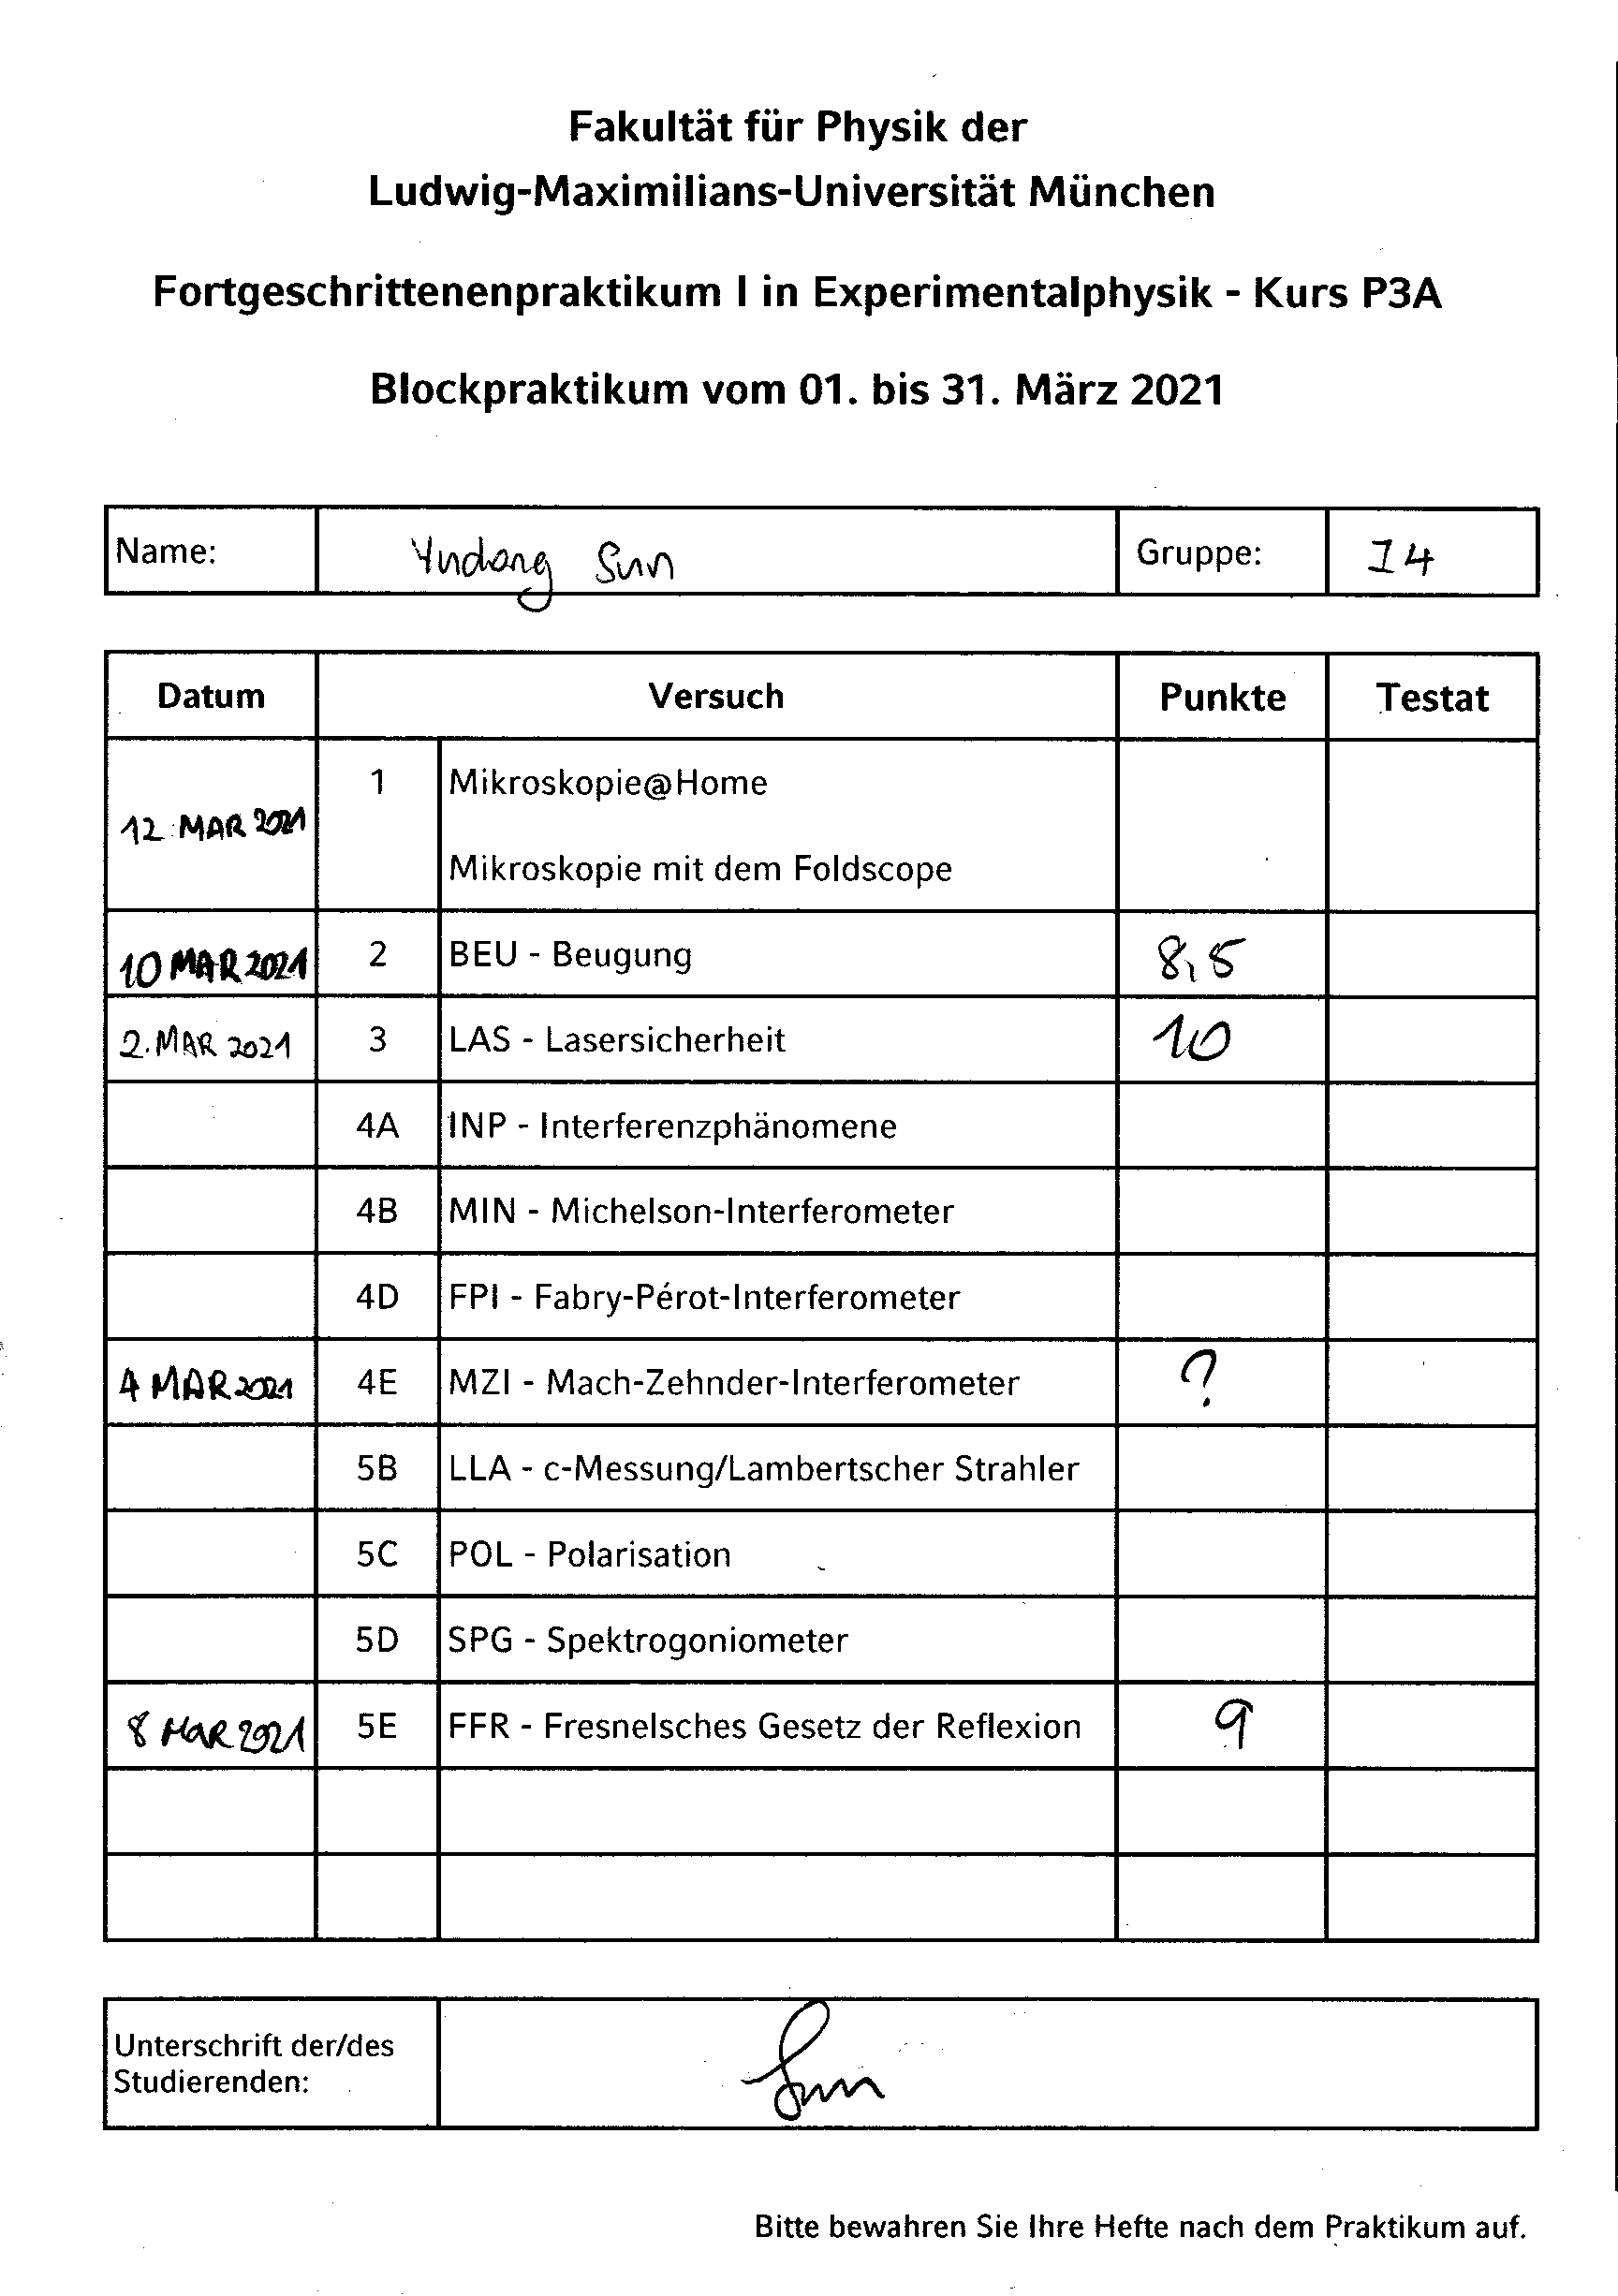 Fakultät für Physik der
Ludwig-Maximilians-Universität München
Fortgeschrittenenpraktikum I in Experimentalphysik - Kurs P3A
Blockpraktikum vom 01. bis 31. März 2021
Name: Yudong Sun Gruppe: I4
Datum Versuch Punkte Testat
12 MAR 2021 1 Mikroskopie@Home
Mikroskopie mit dem Foldscope
10 MAR 2021 2 BEU - Beugung 8,5
2. MAR 2021 3 LAS - Lasersicherheit 10
4A INP - Interferenzphänomene
4B MIN - Michelson-Interferometer
4D FPI - Fabry-Pérot-Interferometer
4 MAR 2021 4E MZI - Mach-Zehnder-Interferometer ?
5B LLA - c-Messung/Lambertscher Strahler
5C POL - Polarisation
5D SPG - Spektrogoniometer
8 MAR 2021 5E FFR - Fresnelsches Gesetz der Reflexion 9
Unterschrift der/des
Studierenden: Sun
Bitte bewahren Sie Ihre Hefte nach dem Praktikum auf.